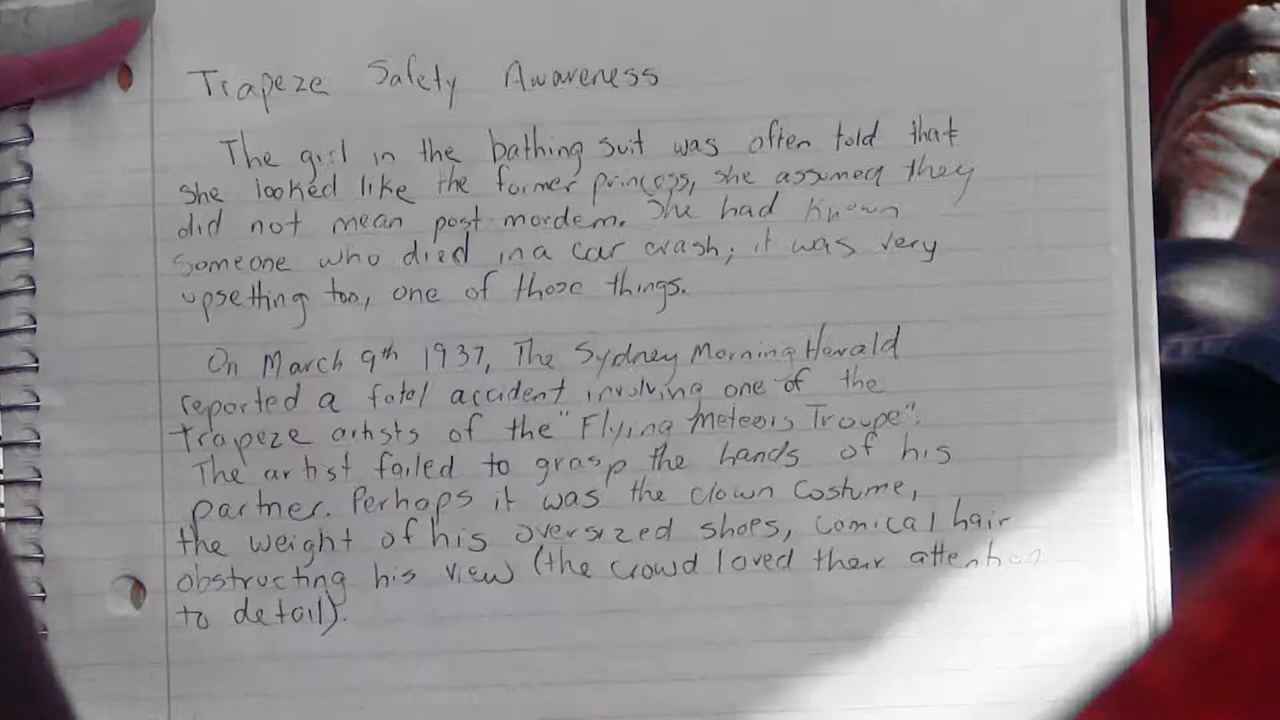 Trapeze Safety Awareness
The girl in the bathing suit was often told that
she looked like the former princess, she assumed they
did not mean post mordem. She had known
someone who died in a car crash; it was very
upsetting too, one of those things.
On March 9th 1937, The Sydney Morning Herald
reported a fatal accident involving one of the
trapeze artists of the "Flying Meteors Troupe".
The artist failed to grasp the hands of his
partner. Perhaps it was the clown costume,
the weight of his oversized shoes, comical hair
obstructing his view (the crowd loved their attention
to detail).